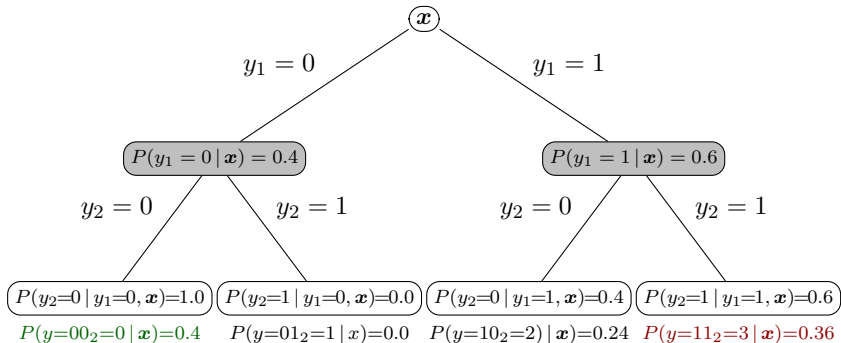 x
y₁ = 0
y₁ = 1
P(y₁ = 0 | x) = 0.4
P(y₁ = 1 | x) = 0.6
y₂ = 0
y₂ = 1
y₂ = 0
y₂ = 1
P(y₂=0 | y₁=0, x)=1.0
P(y₂=1 | y₁=0, x)=0.0
P(y₂=0 | y₁=1, x)=0.4
P(y₂=1 | y₁=1, x)=0.6
P(y=00₂=0 | x)=0.4
P(y=01₂=1 | x)=0.0
P(y=10₂=2) | x)=0.24
P(y=11₂=3 | x)=0.36